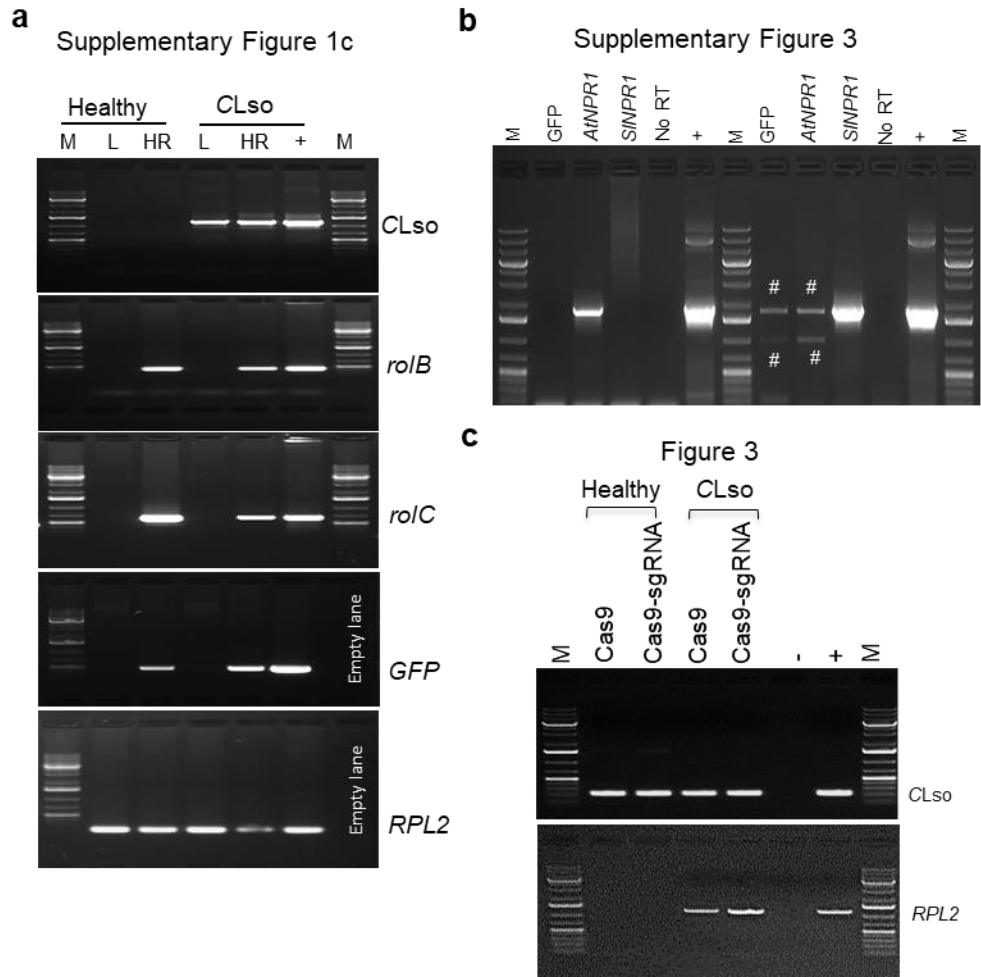 a
Supplementary Figure 1c
Healthy CLso
M L HR L HR + M
CLso
rolB
rolC
Empty lane
GFP
Empty lane
RPL2
b
Supplementary Figure 3
M GFP AtNPR1 SlNPR1 No RT + M GFP AtNPR1 SlNPR1 No RT + M
# #
# #
c
Figure 3
Healthy CLso
M Cas9 Cas9-sgRNA Cas9 Cas9-sgRNA - + M
CLso
RPL2